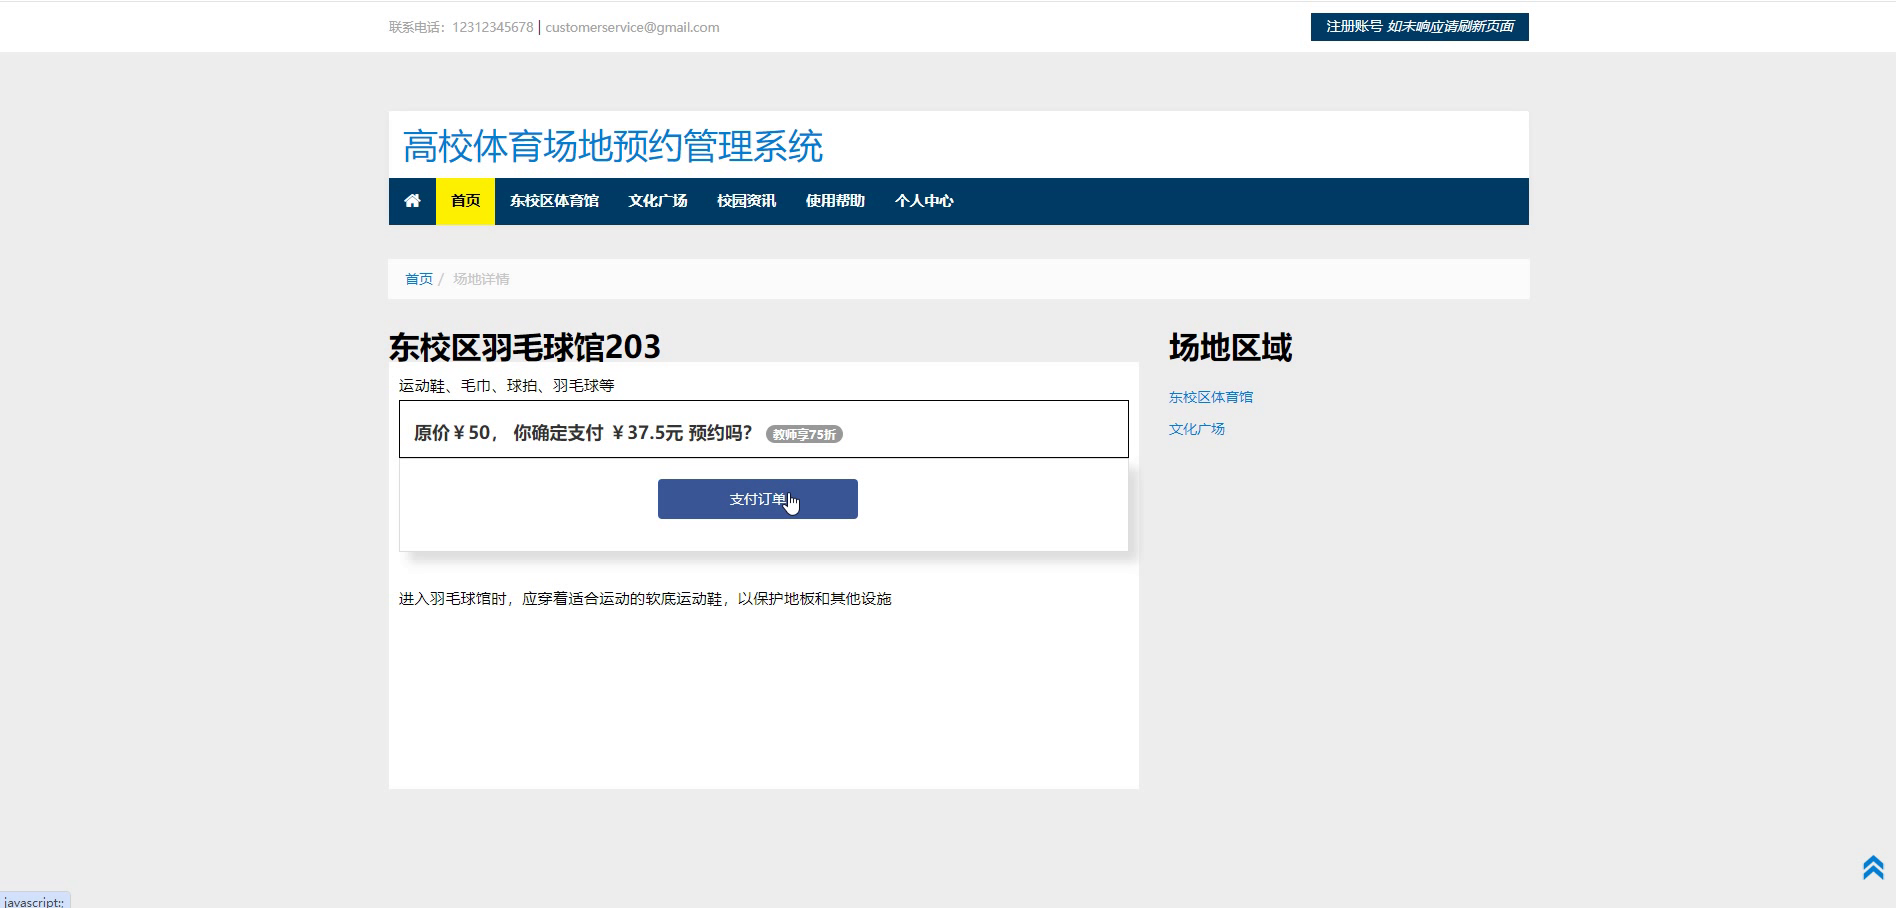 联系电话：12312345678 | customerservice@gmail.com
注册账号 如未响应请刷新页面
高校体育场地预约管理系统
首页 东校区体育馆 文化广场 校园资讯 使用帮助 个人中心
首页 / 场地详情
东校区羽毛球馆203
运动鞋、毛巾、球拍、羽毛球等
原价￥50， 你确定支付 ￥37.5元 预约吗？ 教师享75折
支付订单
进入羽毛球馆时，应穿着适合运动的软底运动鞋，以保护地板和其他设施
场地区域
东校区体育馆
文化广场
javascript:;